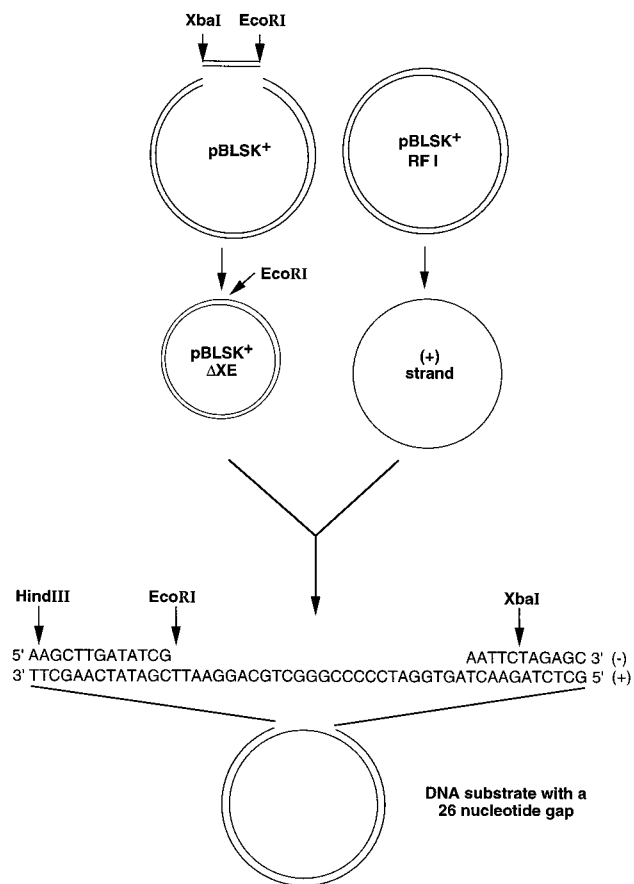 XbaI EcoRI
pBLSK+
pBLSK+
RF I
EcoRI
pBLSK+
ΔXE
(+)
strand
HindIII EcoRI XbaI
5' AAGCTTGATATCG AATTCTAGAGC 3' (-)
3' TTCGAACTATAGCTTAAGGACGTCGGGCCCCCTAGGTGATCAAGATCTCG 5' (+)
DNA substrate with a
26 nucleotide gap